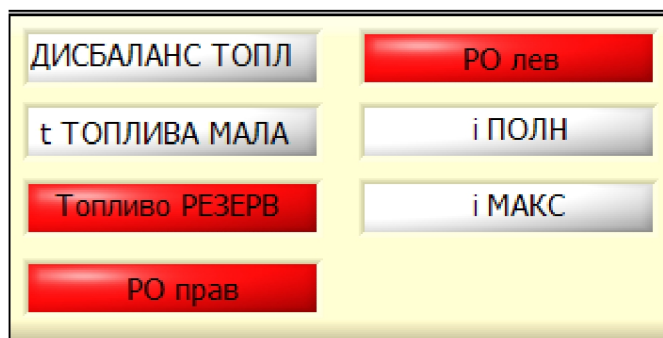 ДИСБАЛАНС ТОПЛ
РО лев
t ТОПЛИВА МАЛА
i ПОЛН
Топливо РЕЗЕРВ
i МАКС
РО прав